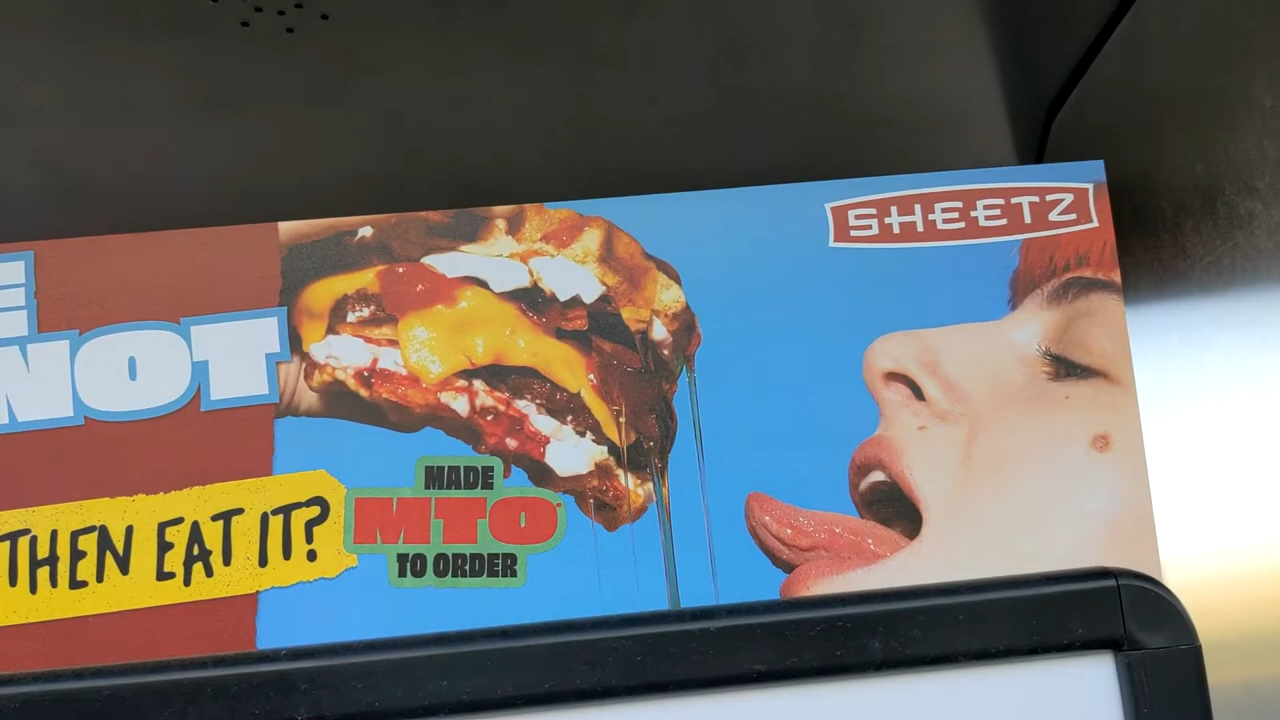 NOT
THEN EAT IT?
MADE
MTO
TO ORDER
SHEETZ